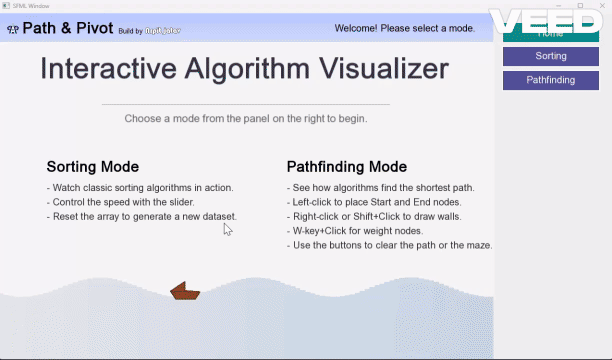 SFML Window
Path & Pivot Build by
Welcome! Please select a mode.
VEED
Home
Sorting
Pathfinding
Interactive Algorithm Visualizer
Choose a mode from the panel on the right to begin.
Sorting Mode
- Watch classic sorting algorithms in action.
- Control the speed with the slider.
- Reset the array to generate a new dataset.
Pathfinding Mode
- See how algorithms find the shortest path.
- Left-click to place Start and End nodes.
- Right-click or Shift+Click to draw walls.
- W-key+Click for weight nodes.
- Use the buttons to clear the path or the maze.